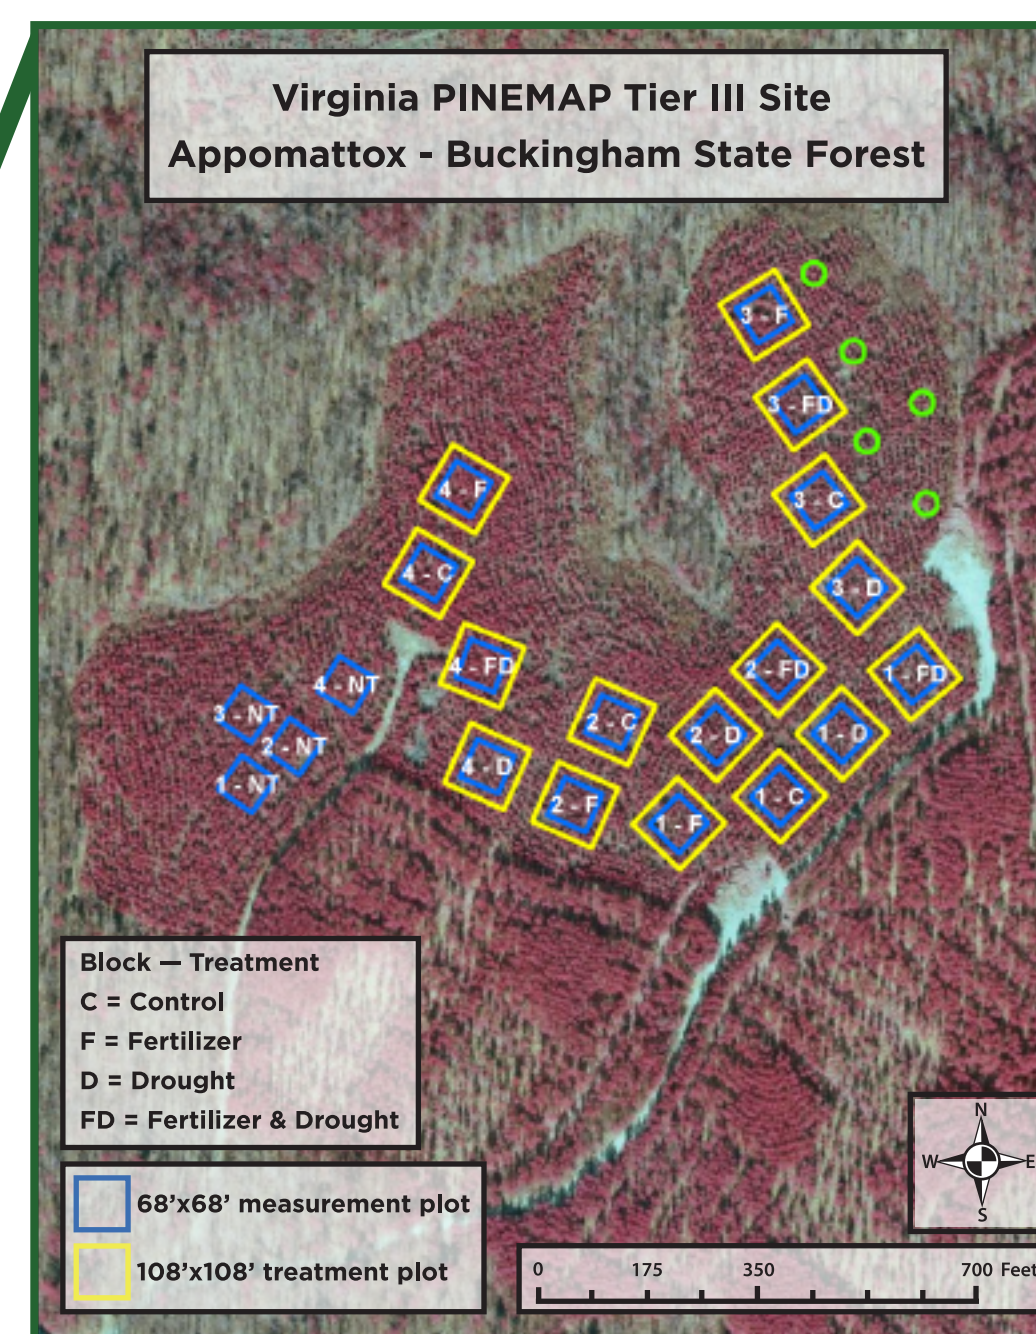 Virginia PINEMAP Tier III Site
Appomattox - Buckingham State Forest
3 - F
3 - FD
4 - F
3 - C
4 - C
3 - D
4 - FD
2 - FD
1 - FD
4 - NT
3 - NT
2 - C
2 - D
1 - D
2 - NT
4 - D
1 - NT
2 - F
1 - C
1 - F
Block — Treatment
C = Control
F = Fertilizer
D = Drought
FD = Fertilizer & Drought
68’x68’ measurement plot
108’x108’ treatment plot
N
W E
S
0 175 350 700 Feet